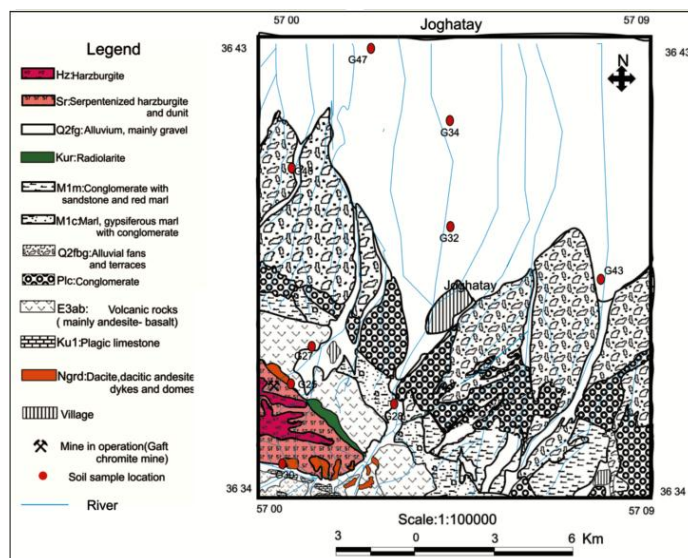 57 00
Joghatay
57 09
36 43
36 43
Legend
Hz:Harzburgite
Sr:Serpentenized harzburgite
and dunit
Q2fg:Alluvium, mainly gravel
Kur:Radiolarite
M1m:Conglomerate with
sandstone and red marl
M1c:Marl, gypsiferous marl
with conglomerate
Q2fbg:Alluvial fans
and terraces
Plc:Conglomerate
E3ab: Volcanic rocks
( mainly andesite- basalt)
Ku1:Plagic limestone
Ngrd:Dacite,dacitic andesite
dykes and domes
Village
Mine in operation(Gaft
chromite mine)
Soil sample location
River
N
G47
G34
G32
G43
Joghatay
G27
G25
G28
G30
36 34
36 34
57 00
57 09
Scale:1:100000
3 0 3 6 Km